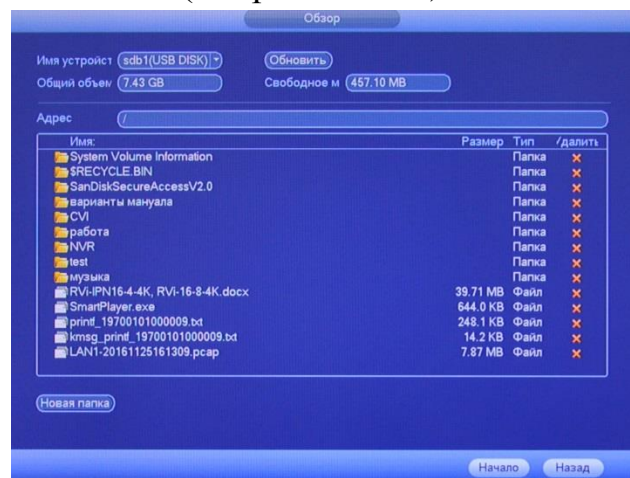 Обзор
Имя устройст sdb1(USB DISK) Обновить
Общий объем 7.43 GB Свободное м 457.10 MB
Адрес /
Имя: Размер Тип Удалить
System Volume Information Папка
$RECYCLE.BIN Папка
SanDiskSecureAccessV2.0 Папка
варианты мануала Папка
CVI Папка
работа Папка
NVR Папка
test Папка
музыка Папка
RVi-IPN16-4-4K, RVi-16-8-4K.docx 39.71 MB Файл
SmartPlayer.exe 644.0 KB Файл
printf_19700101000009.txt 248.1 KB Файл
kmsg_printf_19700101000009.txt 14.2 KB Файл
LAN1-20161125161309.pcap 7.87 MB Файл
Новая папка
Начало Назад